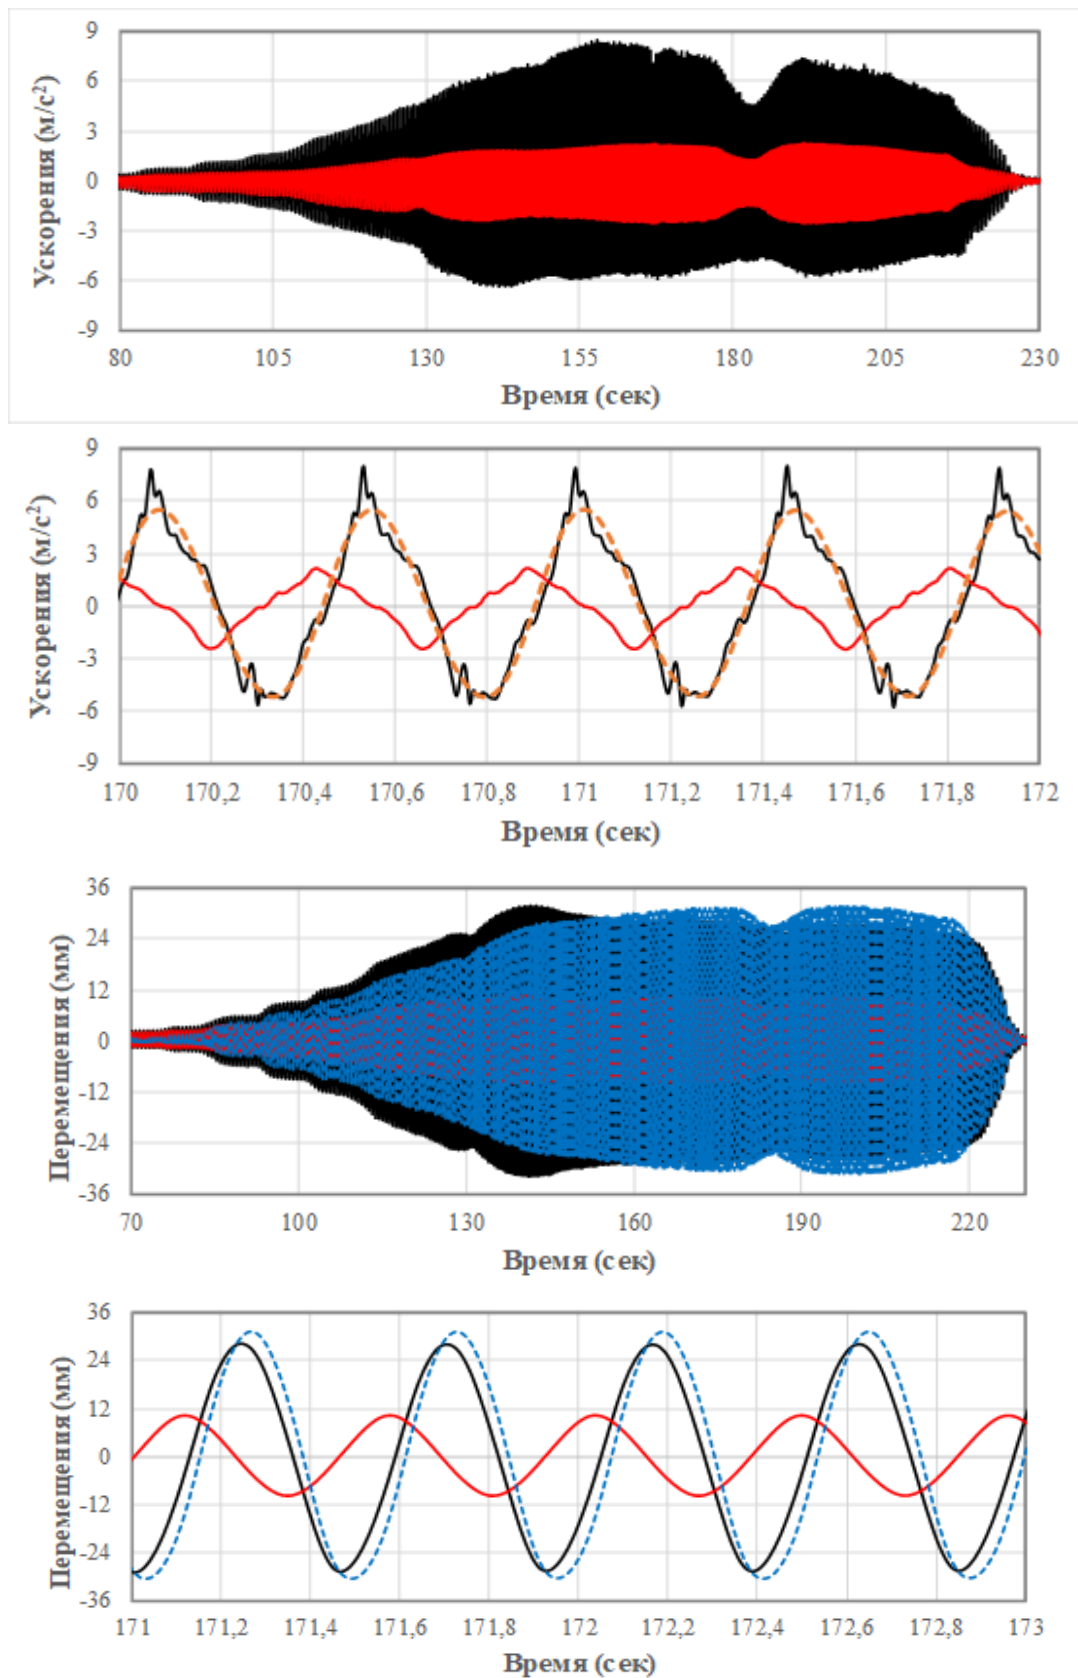 Ускорения (м/с²)
9
6
3
0
-3
-6
-9
80 105 130 155 180 205 230
Время (сек)
Ускорения (м/с²)
9
6
3
0
-3
-6
-9
170 170,2 170,4 170,6 170,8 171 171,2 171,4 171,6 171,8 172
Время (сек)
Перемещения (мм)
36
24
12
0
-12
-24
-36
70 100 130 160 190 220
Время (сек)
Перемещения (мм)
36
24
12
0
-12
-24
-36
171 171,2 171,4 171,6 171,8 172 172,2 172,4 172,6 172,8 173
Время (сек)